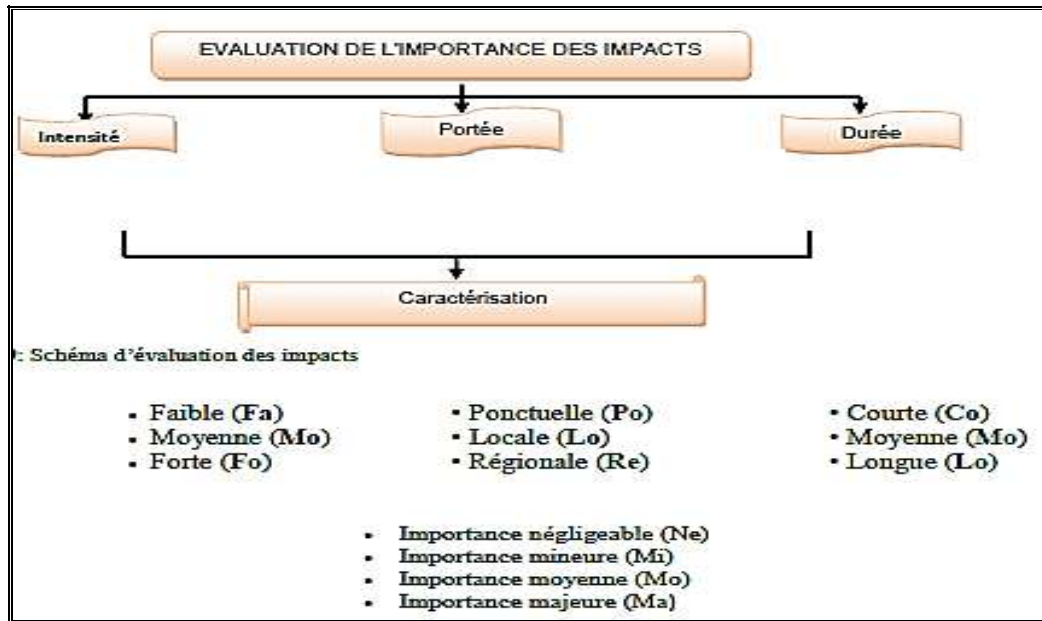 EVALUATION DE L'IMPORTANCE DES IMPACTS
Intensité Portée Durée
Caractérisation
: Schéma d'évaluation des impacts
• Faible (Fa) • Ponctuelle (Po) • Courte (Co)
• Moyenne (Mo) • Locale (Lo) • Moyenne (Mo)
• Forte (Fo) • Régionale (Re) • Longue (Lo)
• Importance négligeable (Ne)
• Importance mineure (Mi)
• Importance moyenne (Mo)
• Importance majeure (Ma)